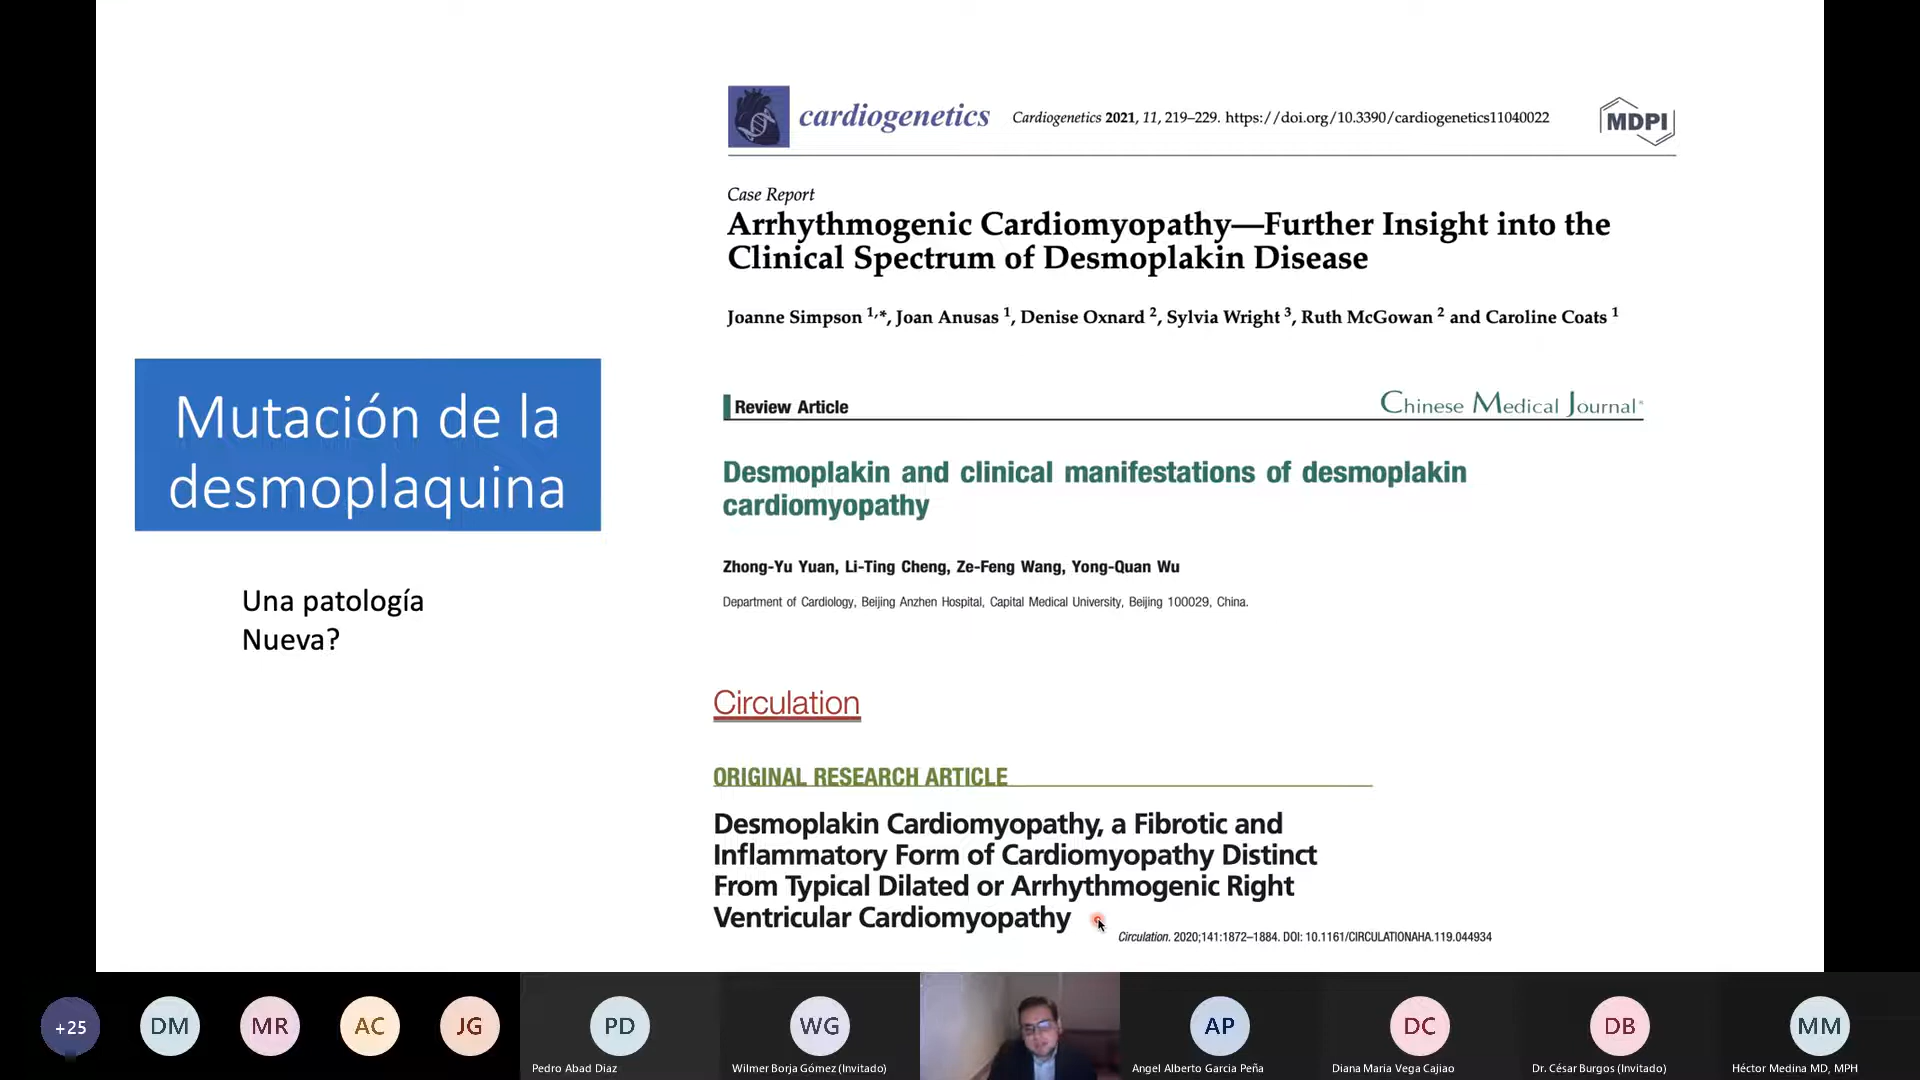 cardiogenetics
Cardiogenetics 2021, 11, 219–229. https://doi.org/10.3390/cardiogenetics11040022
MDPI
Case Report
Arrhythmogenic Cardiomyopathy—Further Insight into the
Clinical Spectrum of Desmoplakin Disease
Joanne Simpson 1,*, Joan Anusas 1, Denise Oxnard 2, Sylvia Wright 3, Ruth McGowan 2 and Caroline Coats 1
Mutación de la
desmoplaquina
Una patología
Nueva?
Review Article
Chinese Medical Journal
Desmoplakin and clinical manifestations of desmoplakin
cardiomyopathy
Zhong-Yu Yuan, Li-Ting Cheng, Ze-Feng Wang, Yong-Quan Wu
Department of Cardiology, Beijing Anzhen Hospital, Capital Medical University, Beijing 100029, China.
Circulation
ORIGINAL RESEARCH ARTICLE
Desmoplakin Cardiomyopathy, a Fibrotic and
Inflammatory Form of Cardiomyopathy Distinct
From Typical Dilated or Arrhythmogenic Right
Ventricular Cardiomyopathy
Circulation. 2020;141:1872–1884. DOI: 10.1161/CIRCULATIONAHA.119.044934
+25
DM
MR
AC
JG
PD
WG
AP
DC
DB
MM
Pedro Abad Diaz
Wilmer Borja Gómez (Invitado)
Angel Alberto Garcia Peña
Diana Maria Vega Cajiao
Dr. César Burgos (Invitado)
Héctor Medina MD, MPH